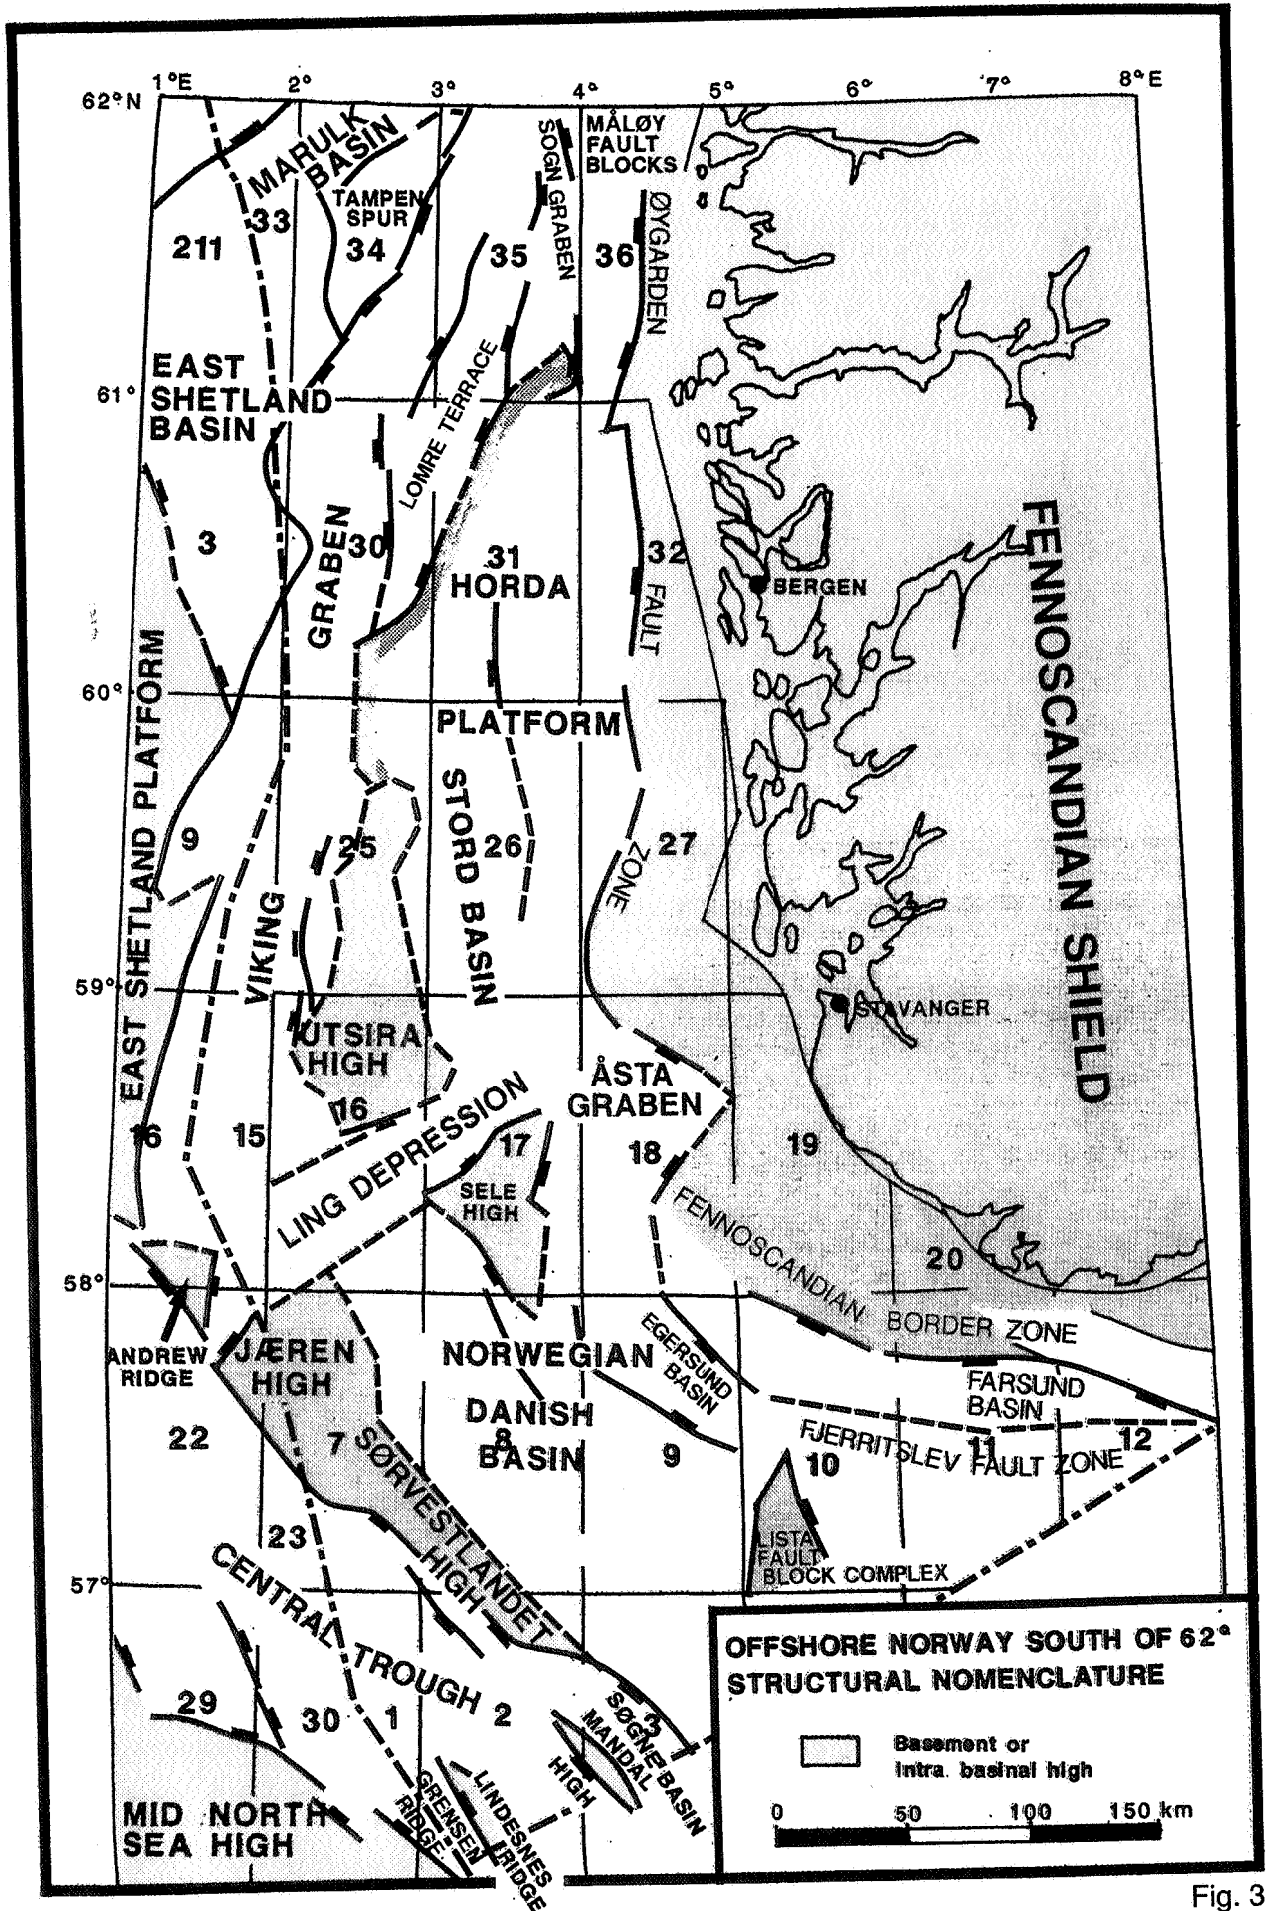 1°E 2° 3° 4° 5° 6° 7° 8°E
62°N
MARULK
BASIN
SOGN GRABEN
MÅLØY
FAULT
BLOCKS
TAMPEN
SPUR
ØYGARDEN
33
211
34
35
36
EAST
SHETLAND
BASIN
61°
LOMRE TERRACE
3
GRABEN
30
31
HORDA
32
FAULT
BERGEN
FENNOSCANDIAN SHIELD
60°
PLATFORM
EAST SHETLAND PLATFORM
9
25
STORD BASIN
26
ZONE
27
VIKING
59°
UTSIRA
HIGH
STAVANGER
ÅSTA
GRABEN
16
15
16
LING DEPRESSION
17
18
19
SELE
HIGH
FENNOSCANDIAN
BORDER ZONE
20
58°
ANDREW
RIDGE
JÆREN
HIGH
NORWEGIAN
DANISH
BASIN
EGERSUND
BASIN
FARSUND
BASIN
22
7
8
9
10
11
12
FJERRITSLEV FAULT ZONE
SØRVESTLANDET
HIGH
23
LISTA
FAULT
BLOCK COMPLEX
57°
CENTRAL TROUGH
29
30
1
2
3
SØGNE BASIN
MANDAL
HIGH
GRENSEN
RIDGE
LINDESNES
RIDGE
MID NORTH
SEA HIGH
OFFSHORE NORWAY SOUTH OF 62°
STRUCTURAL NOMENCLATURE
Basement or
intra. basinal high
0 50 100 150 km
Fig. 3